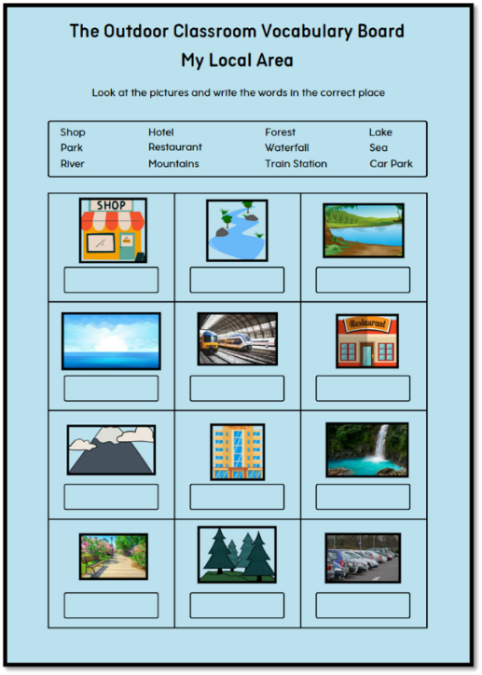 The Outdoor Classroom Vocabulary Board
My Local Area
Look at the pictures and write the words in the correct place
Shop Hotel Forest Lake
Park Restaurant Waterfall Sea
River Mountains Train Station Car Park
SHOP
Restaurant